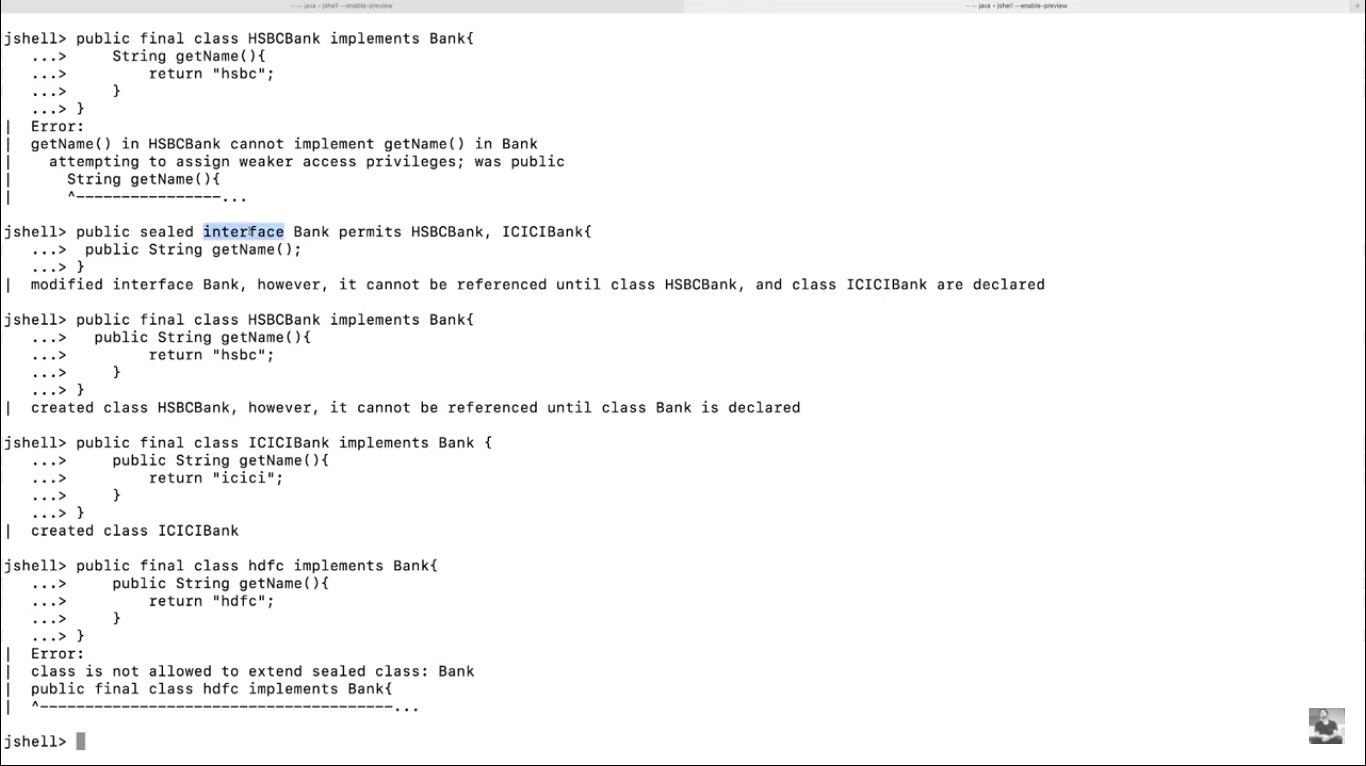 ~ — java • jshell --enable-preview
~ — java • jshell --enable-preview
+
jshell> public final class HSBCBank implements Bank{
   ...>     String getName(){
   ...>         return "hsbc";
   ...>     }
   ...> }
|  Error:
|  getName() in HSBCBank cannot implement getName() in Bank
|    attempting to assign weaker access privileges; was public
|      String getName(){
|      ^----------------...
jshell> public sealed interface Bank permits HSBCBank, ICICIBank{
   ...>  public String getName();
   ...> }
|  modified interface Bank, however, it cannot be referenced until class HSBCBank, and class ICICIBank are declared
jshell> public final class HSBCBank implements Bank{
   ...>   public String getName(){
   ...>         return "hsbc";
   ...>     }
   ...> }
|  created class HSBCBank, however, it cannot be referenced until class Bank is declared
jshell> public final class ICICIBank implements Bank {
   ...>     public String getName(){
   ...>         return "icici";
   ...>     }
   ...> }
|  created class ICICIBank
jshell> public final class hdfc implements Bank{
   ...>     public String getName(){
   ...>         return "hdfc";
   ...>     }
   ...> }
|  Error:
|  class is not allowed to extend sealed class: Bank
|  public final class hdfc implements Bank{
|  ^---------------------------------------...
jshell>